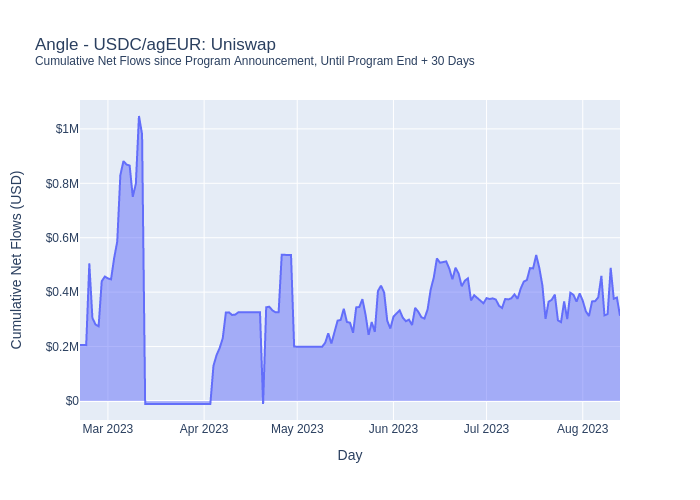 Angle - USDC/agEUR: Uniswap
Cumulative Net Flows since Program Announcement, Until Program End + 30 Days
Cumulative Net Flows (USD)
$1M
$0.8M
$0.6M
$0.4M
$0.2M
$0
Mar 2023 Apr 2023 May 2023 Jun 2023 Jul 2023 Aug 2023
Day